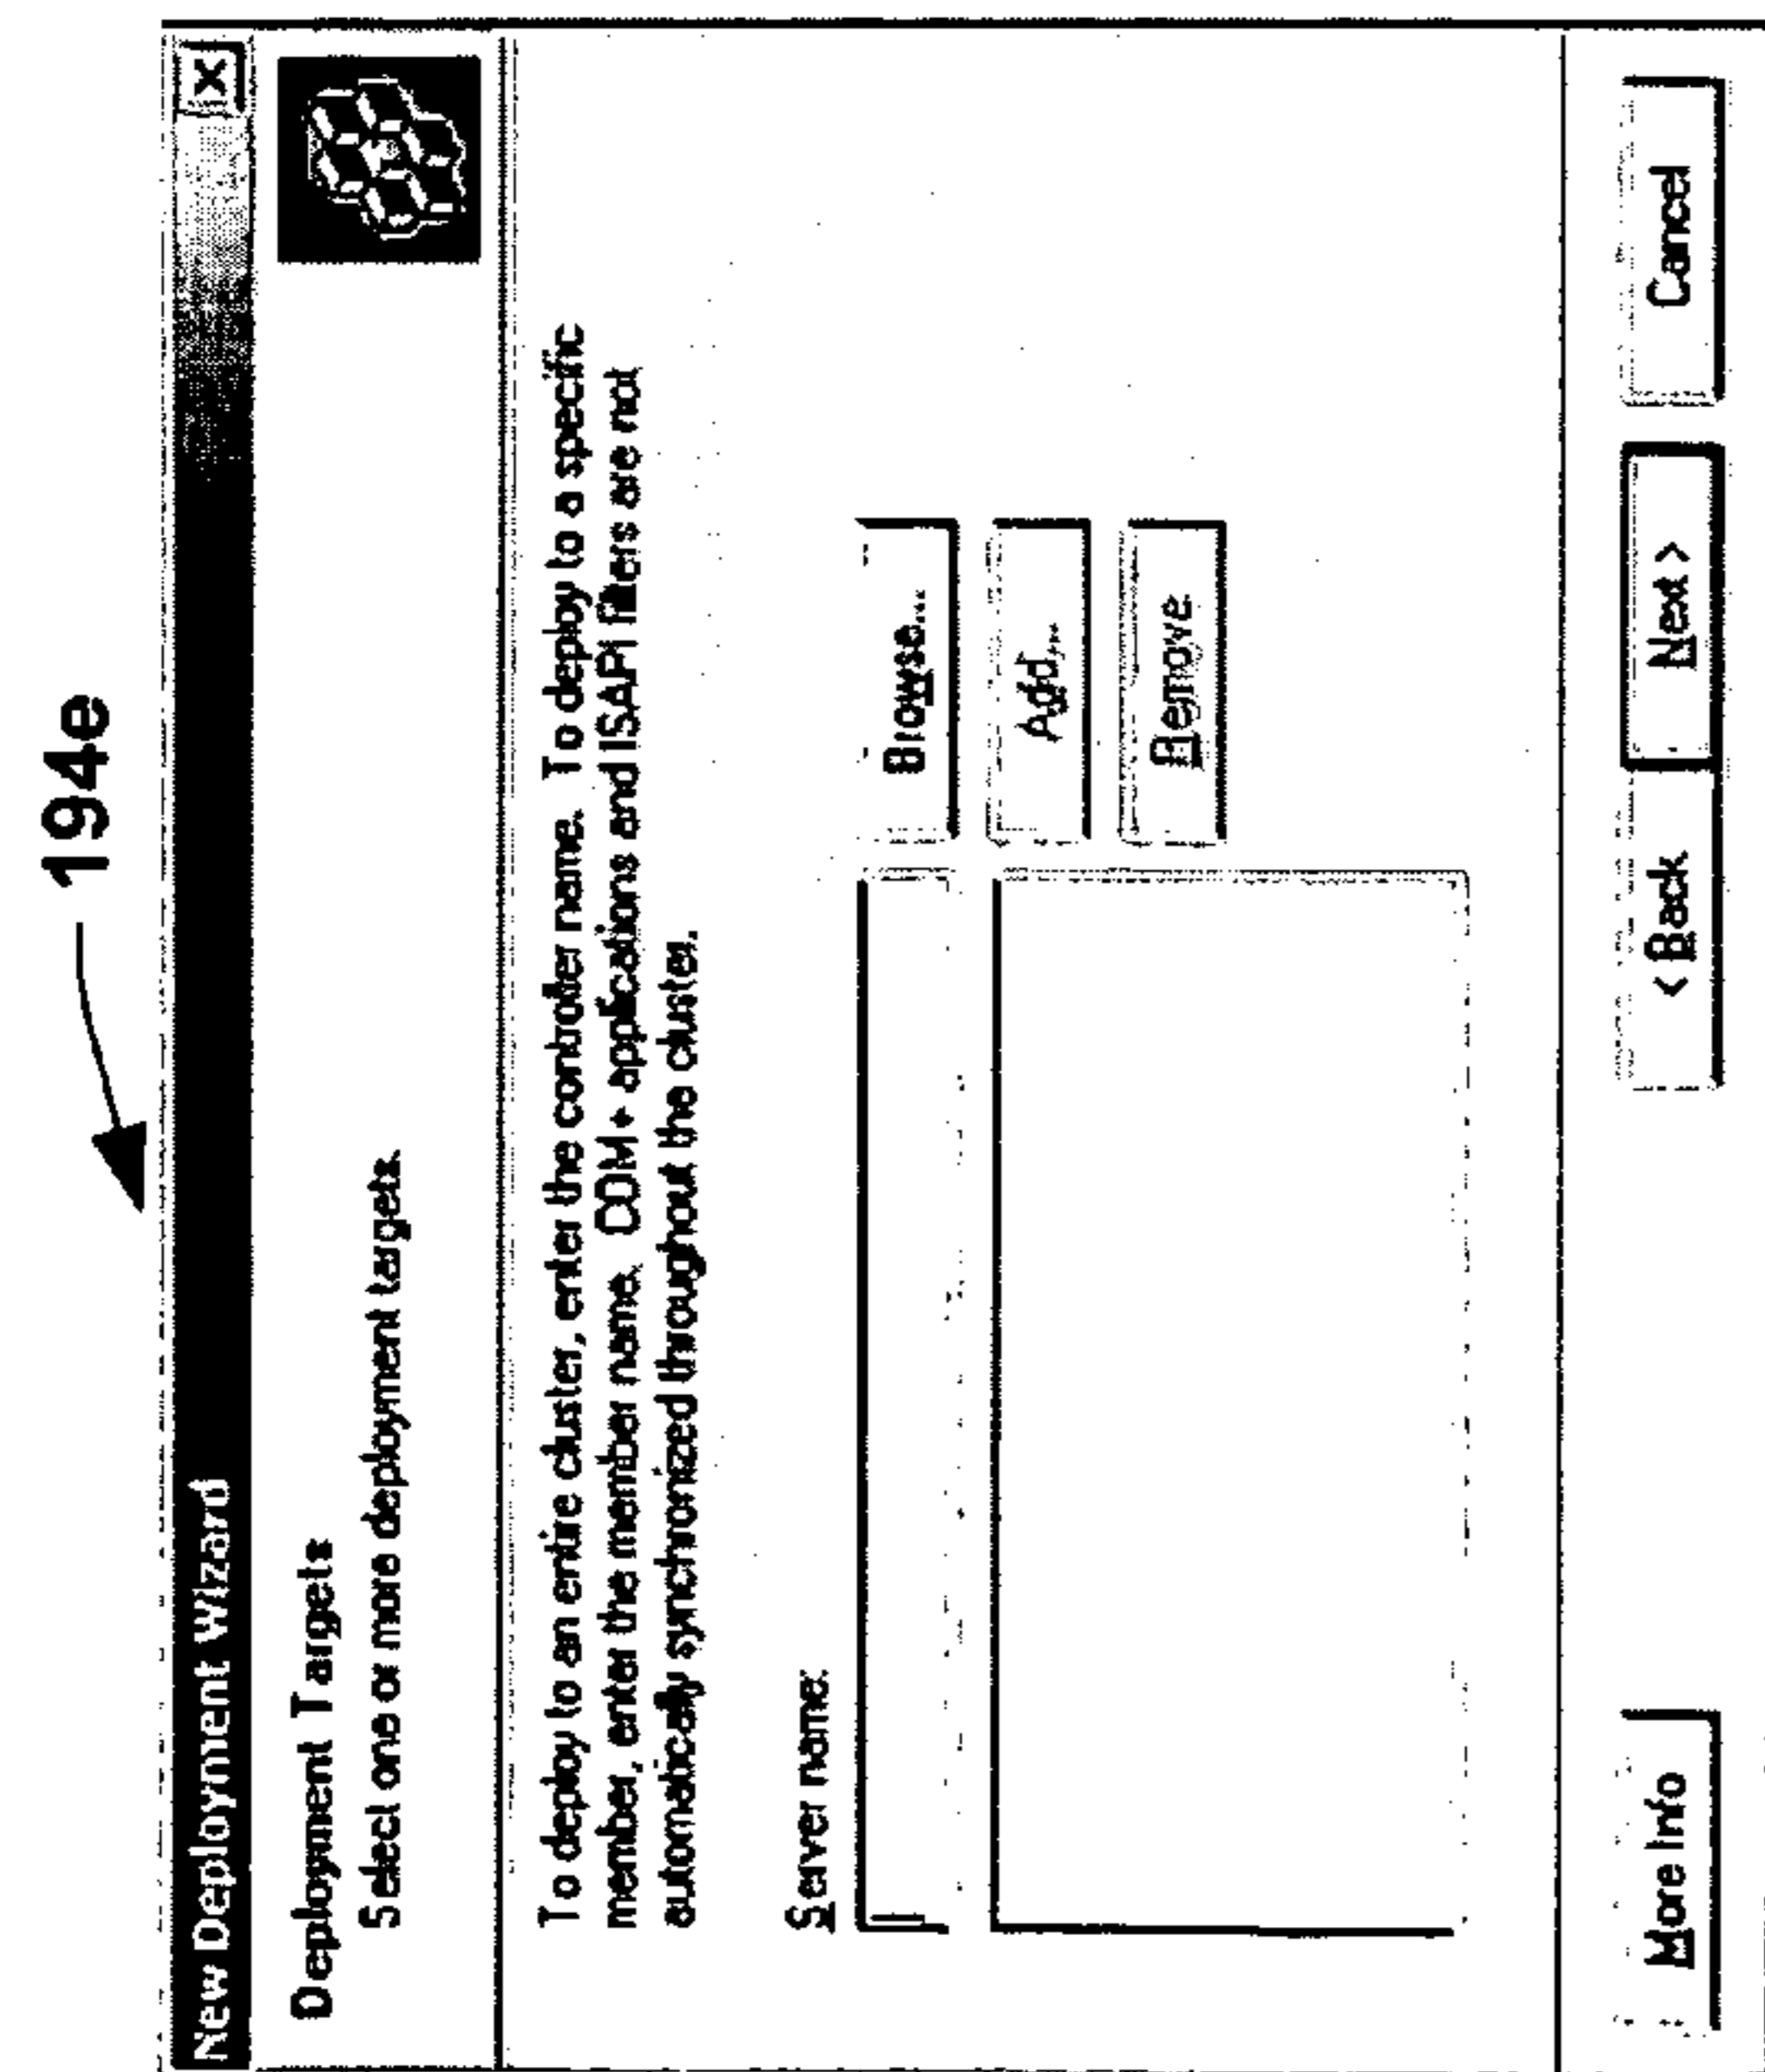 194e
New Deployment Wizard
Deployment Targets
Select one or more deployment targets.
To deploy to an entire cluster, enter the controller name. To deploy to a specific
member, enter the member name. COM+ applications and ISAPI filters are not
automatically synchronized throughout the cluster.
Server name:
Browse...
Add...
Remove
More Info
< Back
Next >
Cancel